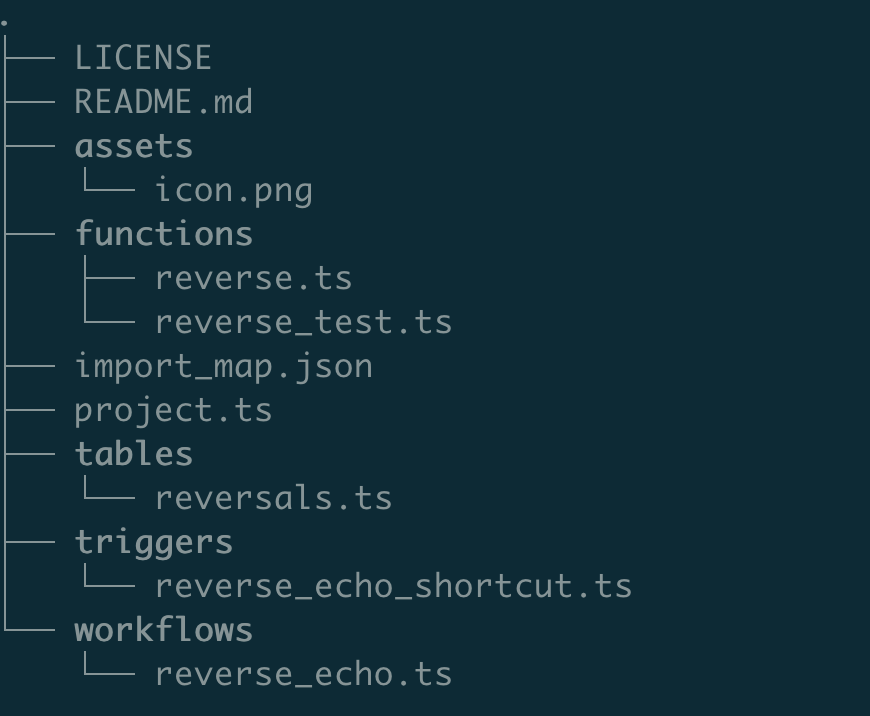 .
├── LICENSE
├── README.md
├── assets
│   └── icon.png
├── functions
│   ├── reverse.ts
│   └── reverse_test.ts
├── import_map.json
├── project.ts
├── tables
│   └── reversals.ts
├── triggers
│   └── reverse_echo_shortcut.ts
└── workflows
    └── reverse_echo.ts